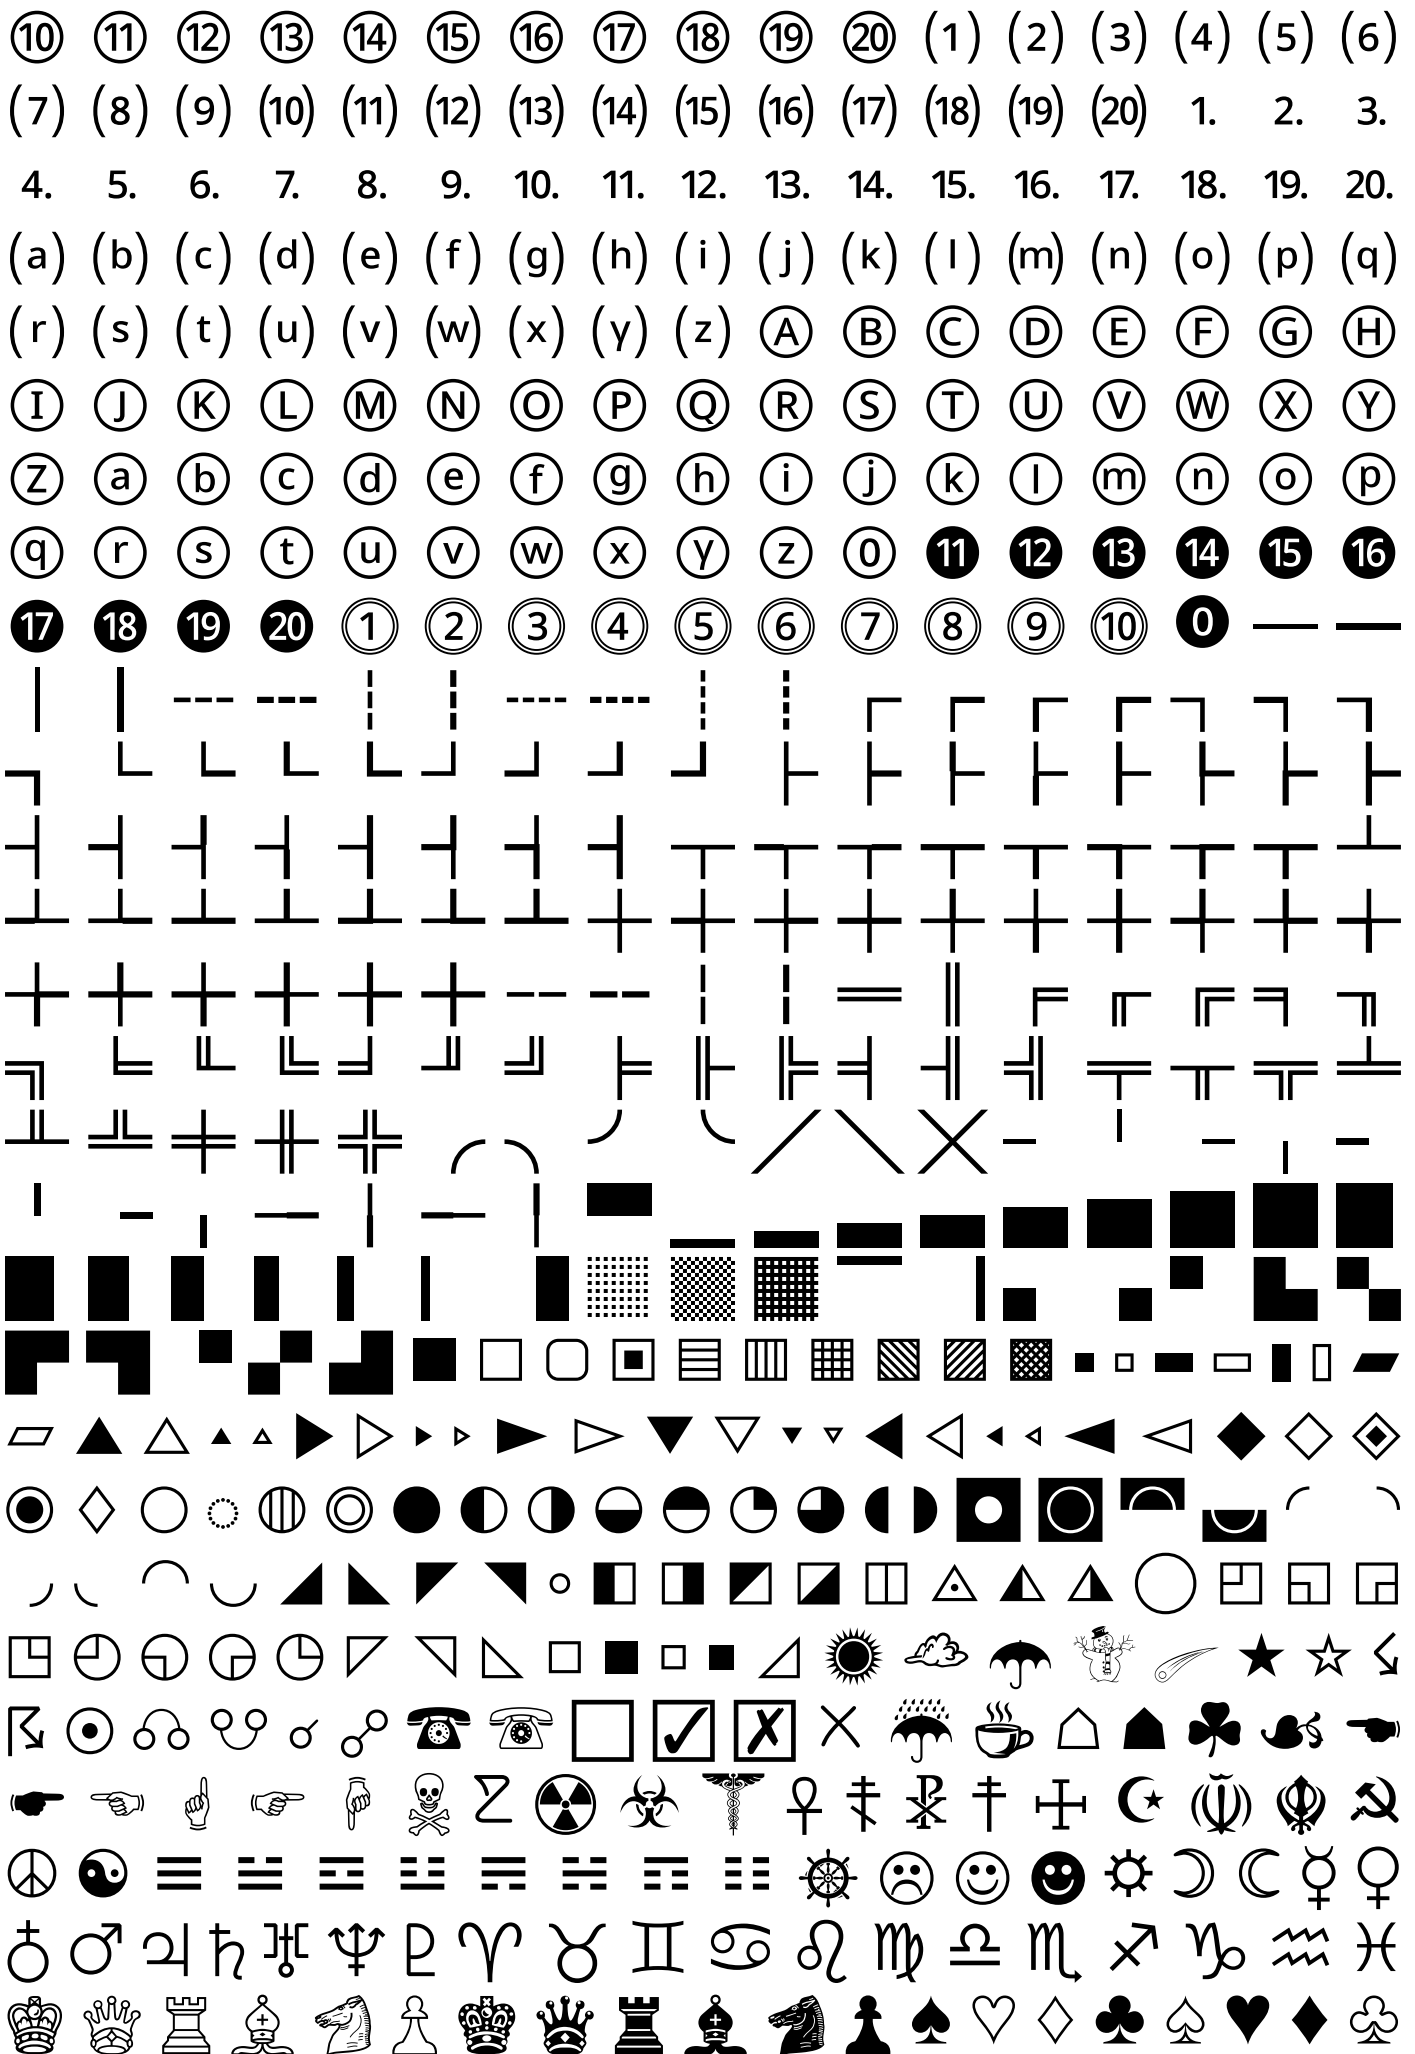 ⑩ ⑪ ⑫ ⑬ ⑭ ⑮ ⑯ ⑰ ⑱ ⑲ ⑳ ⑴ ⑵ ⑶ ⑷ ⑸ ⑹
⑺ ⑻ ⑼ ⑽ ⑾ ⑿ ⒀ ⒁ ⒂ ⒃ ⒄ ⒅ ⒆ ⒇ ⒈ ⒉ ⒊
⒋ ⒌ ⒍ ⒎ ⒏ ⒐ ⒑ ⒒ ⒓ ⒔ ⒕ ⒖ ⒗ ⒘ ⒙ ⒚ ⒛
⒜ ⒝ ⒞ ⒟ ⒠ ⒡ ⒢ ⒣ ⒤ ⒥ ⒦ ⒧ ⒨ ⒩ ⒪ ⒫ ⒬
⒭ ⒮ ⒯ ⒰ ⒱ ⒲ ⒳ ⒴ ⒵ Ⓐ Ⓑ Ⓒ Ⓓ Ⓔ Ⓕ Ⓖ Ⓗ
Ⓘ Ⓙ Ⓚ Ⓛ Ⓜ Ⓝ Ⓞ Ⓟ Ⓠ Ⓡ Ⓢ Ⓣ Ⓤ Ⓥ Ⓦ Ⓧ Ⓨ
Ⓩ ⓐ ⓑ ⓒ ⓓ ⓔ ⓕ ⓖ ⓗ ⓘ ⓙ ⓚ ⓛ ⓜ ⓝ ⓞ ⓟ
ⓠ ⓡ ⓢ ⓣ ⓤ ⓥ ⓦ ⓧ ⓨ ⓩ ⓪ ⓫ ⓬ ⓭ ⓮ ⓯ ⓰
⓱ ⓲ ⓳ ⓴ ⓵ ⓶ ⓷ ⓸ ⓹ ⓺ ⓻ ⓼ ⓽ ⓾ ⓿ ─ ━
│ ┃ ┄ ┅ ┆ ┇ ┈ ┉ ┊ ┋ ┌ ┍ ┎ ┏ ┐ ┑ ┒
┓ └ ┕ ┖ ┗ ┘ ┙ ┚ ┛ ├ ┝ ┞ ┟ ┠ ┡ ┢ ┣
┤ ┥ ┦ ┧ ┨ ┩ ┪ ┫ ┬ ┭ ┮ ┯ ┰ ┱ ┲ ┳ ┴
┵ ┶ ┷ ┸ ┹ ┺ ┻ ┼ ┽ ┾ ┿ ╀ ╁ ╂ ╃ ╄ ╅
╆ ╇ ╈ ╉ ╊ ╋ ╌ ╍ ╎ ╏ ═ ║ ╒ ╓ ╔ ╕ ╖
╗ ╘ ╙ ╚ ╛ ╜ ╝ ╞ ╟ ╠ ╡ ╢ ╣ ╤ ╥ ╦ ╧
╨ ╩ ╪ ╫ ╬ ╭ ╮ ╯ ╰ ╱ ╲ ╳ ╴ ╵ ╶ ╷ ╸
╹ ╺ ╻ ╼ ╽ ╾ ╿ ▀ ▁ ▂ ▃ ▄ ▅ ▆ ▇ █ ▉
▊ ▋ ▌ ▍ ▎ ▏ ▐ ░ ▒ ▓ ▔ ▕ ▖ ▗ ▘ ▙ ▚
▛ ▜ ▝ ▞ ▟ ■ □ ▢ ▣ ▤ ▥ ▦ ▧ ▨ ▩ ▪ ▫ ▬ ▭ ▮ ▯ ▰
▱ ▲ △ ▴ ▵ ▶ ▷ ▸ ▹ ► ▻ ▼ ▽ ▾ ▿ ◀ ◁ ◂ ◃ ◄ ◅ ◆ ◇ ◈
◉ ◊ ○ ◌ ◍ ◎ ● ◐ ◑ ◒ ◓ ◔ ◕ ◖ ◗ ◘ ◙ ◚ ◛ ◜ ◝
◞ ◟ ◠ ◡ ◢ ◣ ◤ ◥ ◦ ◧ ◨ ◩ ◪ ◫ ◬ ◭ ◮ ◯ ◰ ◱ ◲
◳ ◴ ◵ ◶ ◷ ◸ ◹ ◺ ◻ ◼ ◽ ◾ ◿ ☀ ☁ ☂ ☃ ☄ ★ ☆ ☇
☈ ☉ ☊ ☋ ☌ ☍ ☎ ☏ ☐ ☑ ☒ ☓ ☔ ☕ ☖ ☗ ☘ ☙ ☚
☛ ☜ ☝ ☞ ☟ ☠ ☡ ☢ ☣ ☤ ☥ ☦ ☧ ☨ ☩ ☪ ☫ ☬ ☭
☮ ☯ ☰ ☱ ☲ ☳ ☴ ☵ ☶ ☷ ☸ ☹ ☺ ☻ ☼ ☽ ☾ ☿ ♀
♁ ♂ ♃ ♄ ♅ ♆ ♇ ♈ ♉ ♊ ♋ ♌ ♍ ♎ ♏ ♐ ♑ ♒ ♓
♔ ♕ ♖ ♗ ♘ ♙ ♚ ♛ ♜ ♝ ♞ ♟ ♠ ♡ ♢ ♣ ♤ ♥ ♦ ♧